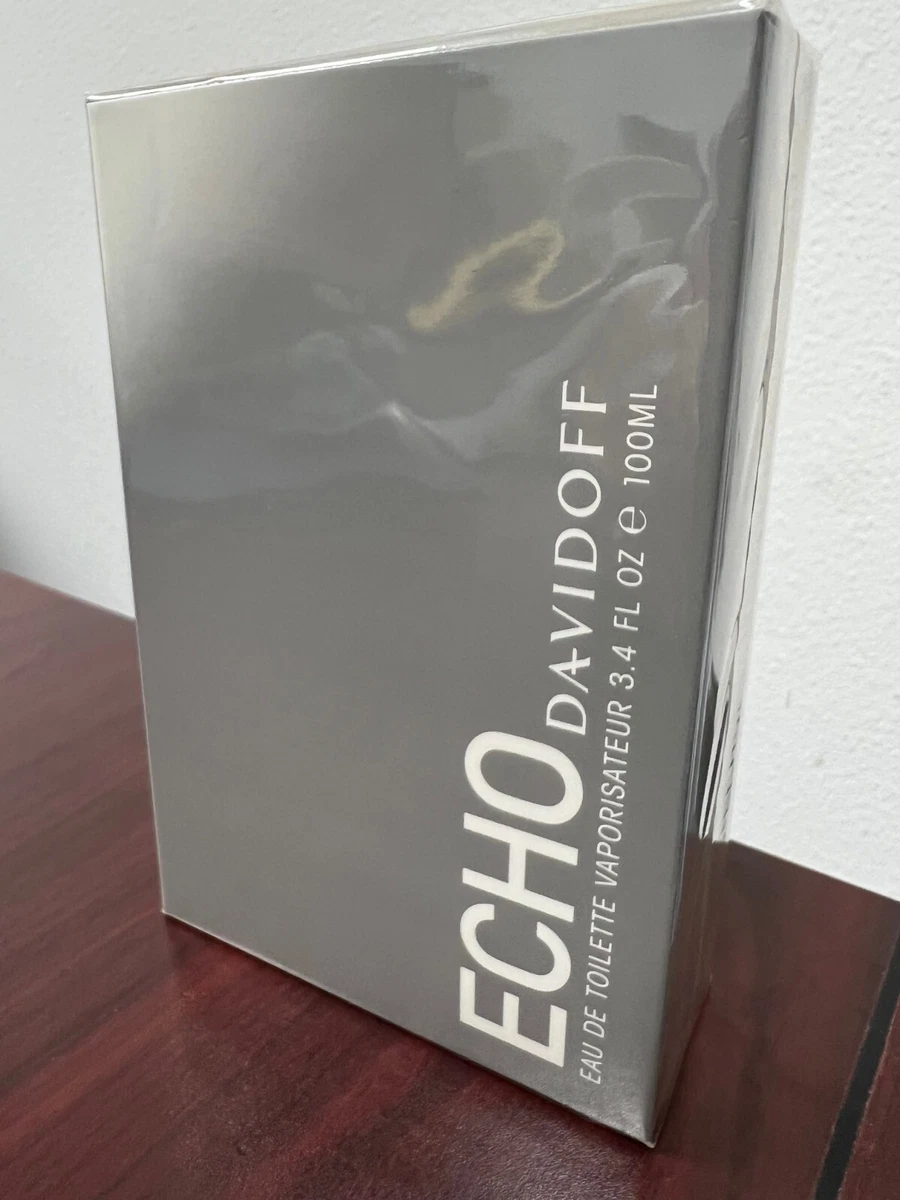 ECHO DAVIDOFF
EAU DE TOILETTE VAPORISATEUR 3.4 FL OZ ℮ 100ML